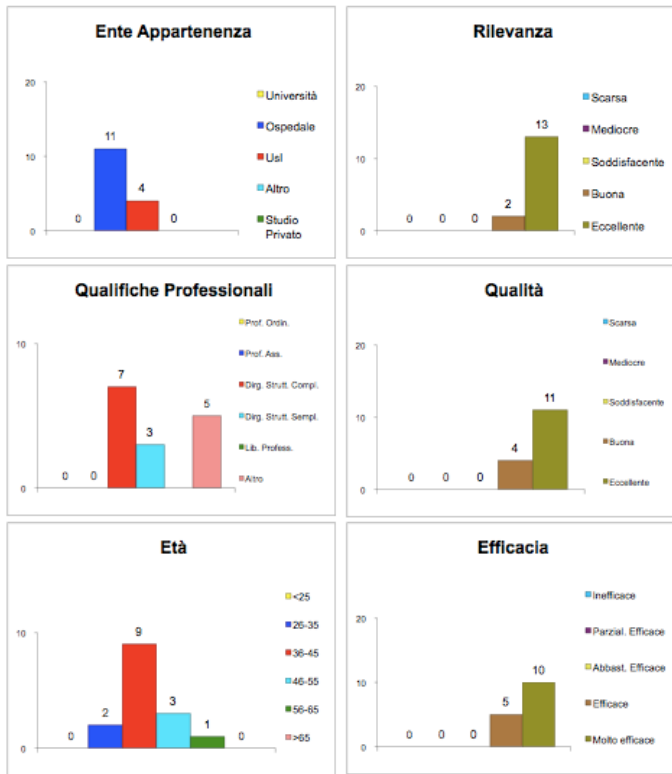 Ente Appartenenza
20
10
0
0
11
4
0
Università
Ospedale
Usl
Altro
Studio
Privato
Rilevanza
20
10
0
0
0
0
2
13
Scarsa
Mediocre
Soddisfacente
Buona
Eccellente
Qualifiche Professionali
10
0
0
0
7
3
5
Prof. Ordin.
Prof. Ass.
Dirg. Strutt. Compl.
Dirg. Strutt. Sempl.
Lib. Profess.
Altro
Qualità
20
10
0
0
0
0
4
11
Scarsa
Mediocre
Soddisfacente
Buona
Eccellente
Età
10
0
0
2
9
3
1
0
<25
26-35
36-45
46-55
56-65
>65
Efficacia
20
10
0
0
0
0
5
10
Inefficace
Parzial. Efficace
Abbast. Efficace
Efficace
Molto efficace